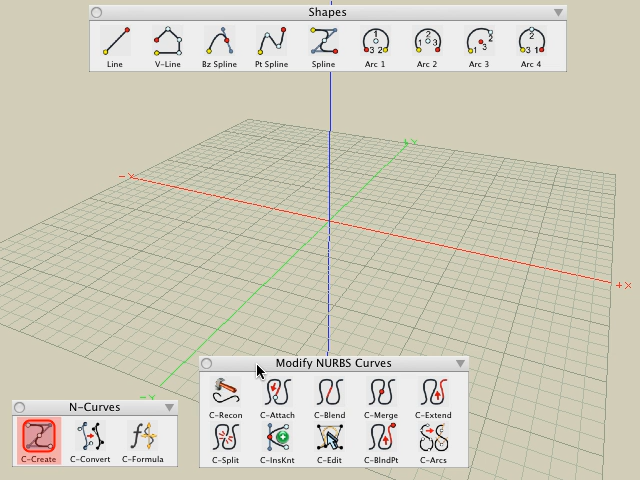 Shapes
Line V-Line Bz Spline Pt Spline Spline Arc 1 Arc 2 Arc 3 Arc 4
+Y
-X
+X
-Y
Modify NURBS Curves
C-Recon C-Attach C-Blend C-Merge C-Extend
C-Split C-InsKnt C-Edit C-BlndPt C-Arcs
N-Curves
C-Create C-Convert C-Formula